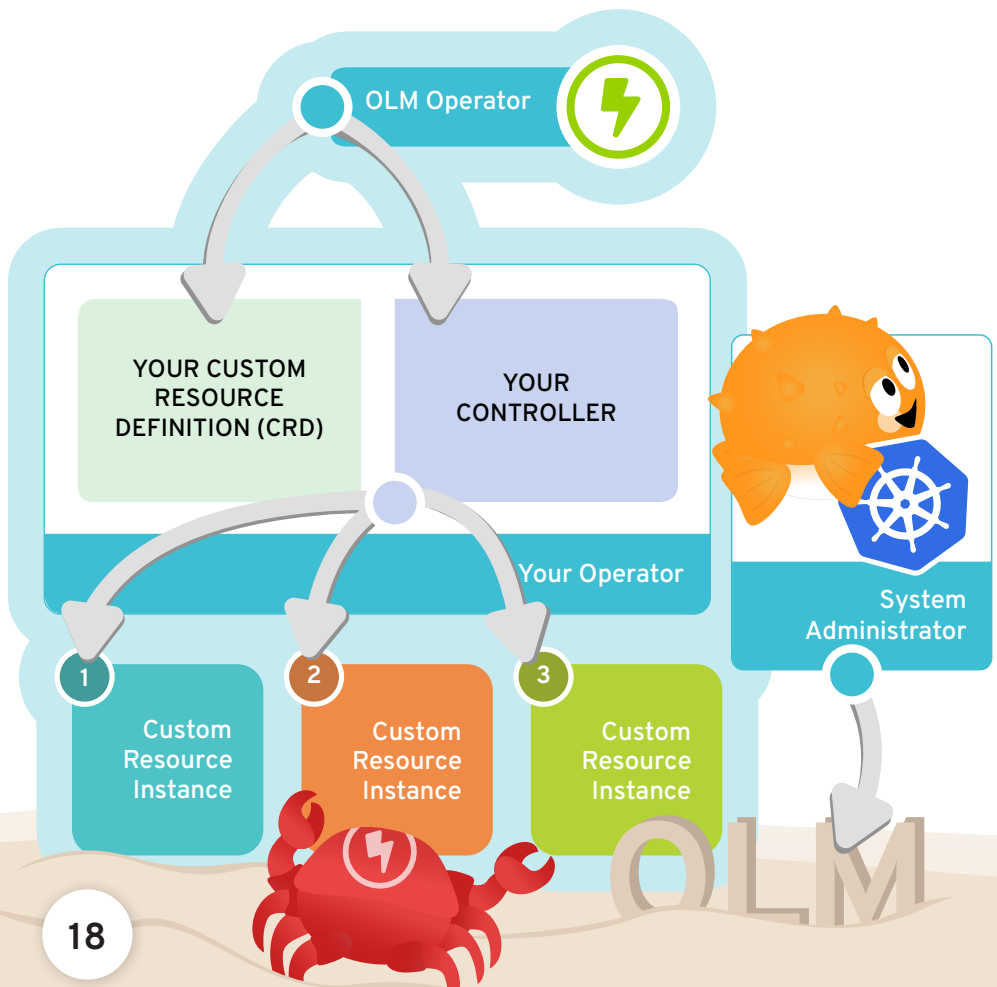 OLM Operator
YOUR CUSTOM
RESOURCE
DEFINITION (CRD)
YOUR
CONTROLLER
Your Operator
System
Administrator
1
Custom
Resource
Instance
2
Custom
Resource
Instance
3
Custom
Resource
Instance
OLM
18